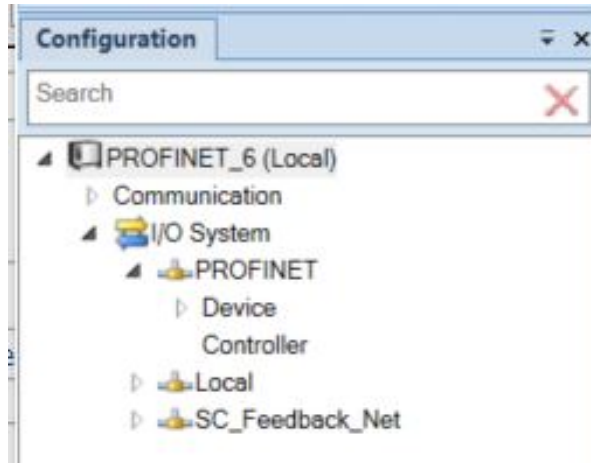 Configuration
Search
PROFINET_6 (Local)
Communication
I/O System
PROFINET
Device
Controller
Local
SC_Feedback_Net